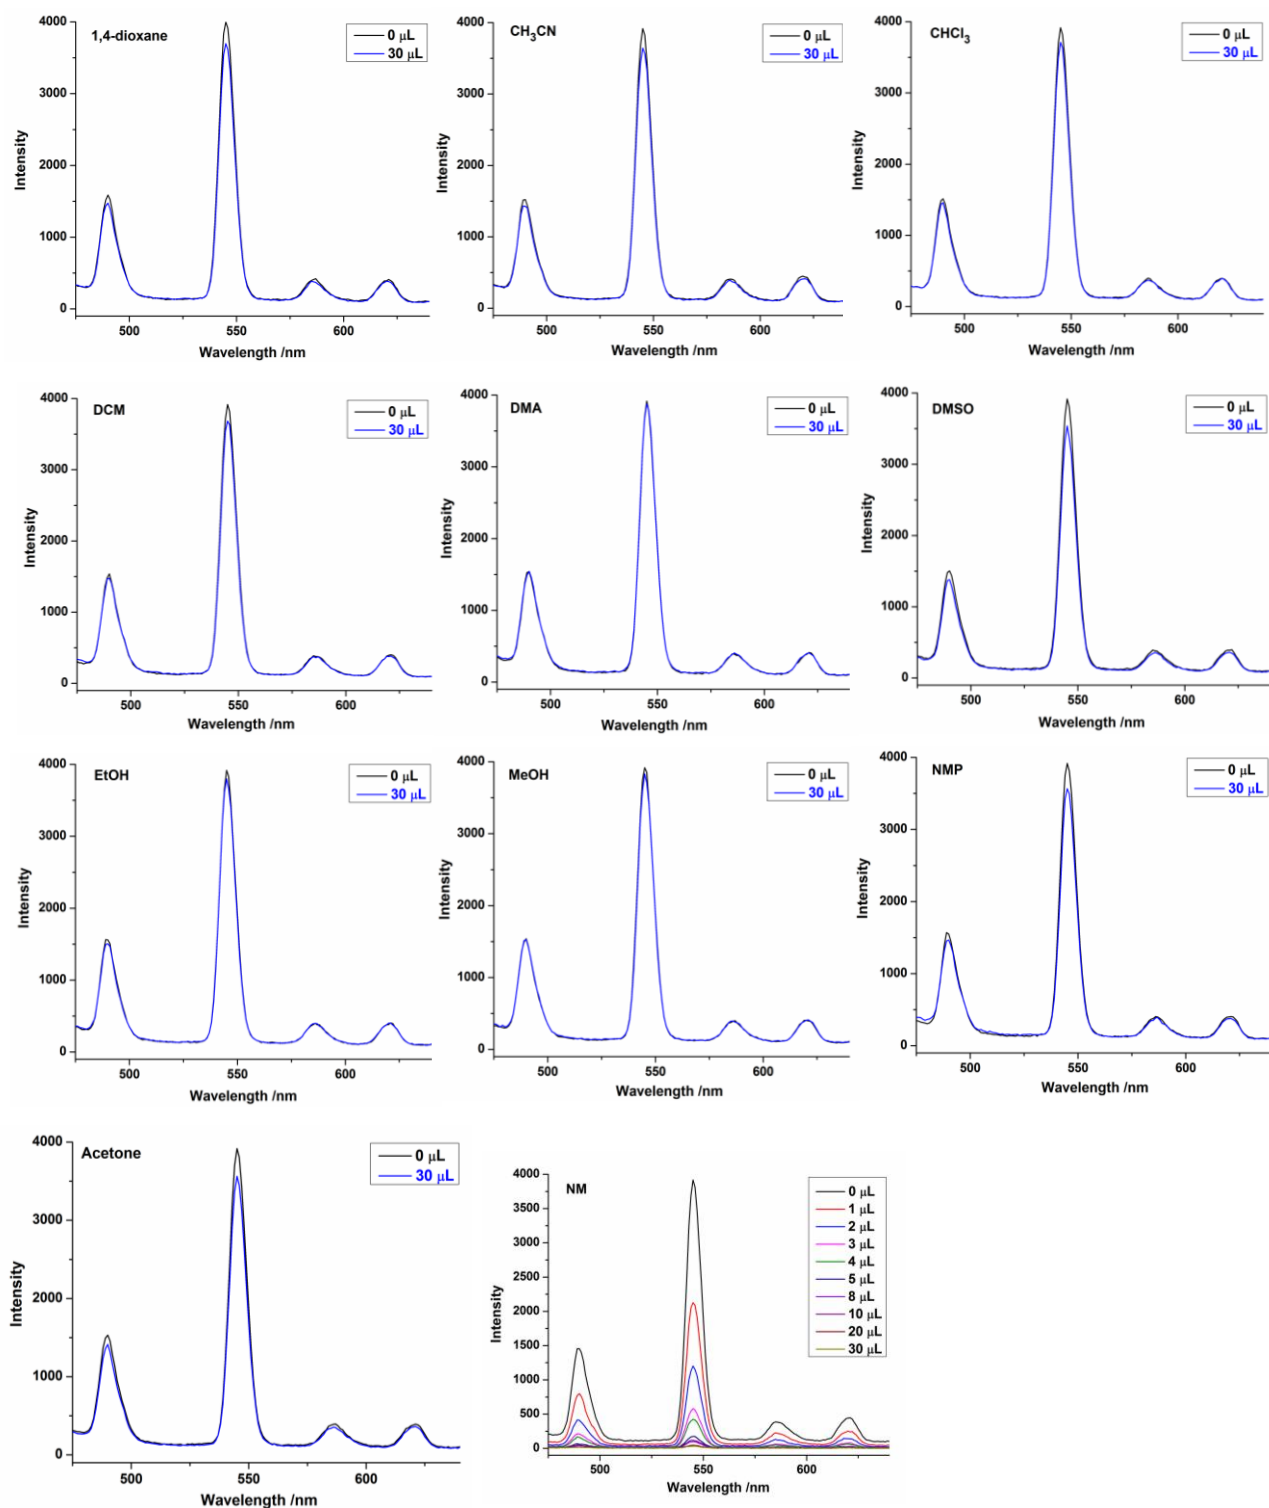 1,4-dioxane
0 µL
30 µL
Intensity
4000
3000
2000
1000
0
500
550
600
Wavelength /nm
CH₃CN
0 µL
30 µL
Intensity
4000
3000
2000
1000
0
500
550
600
Wavelength /nm
CHCl₃
0 µL
30 µL
Intensity
4000
3000
2000
1000
0
500
550
600
Wavelength /nm
DCM
0 µL
30 µL
Intensity
4000
3000
2000
1000
0
500
550
600
Wavelength /nm
DMA
0 µL
30 µL
Intensity
4000
3000
2000
1000
0
500
550
600
Wavelength /nm
DMSO
0 µL
30 µL
Intensity
4000
3000
2000
1000
0
500
550
600
Wavelength /nm
EtOH
0 µL
30 µL
Intensity
4000
3000
2000
1000
0
500
550
600
Wavelength /nm
MeOH
0 µL
30 µL
Intensity
4000
3000
2000
1000
0
500
550
600
Wavelength /nm
NMP
0 µL
30 µL
Intensity
4000
3000
2000
1000
0
500
550
600
Wavelength /nm
Acetone
0 µL
30 µL
Intensity
4000
3000
2000
1000
0
500
550
600
Wavelength /nm
NM
0 µL
1 µL
2 µL
3 µL
4 µL
5 µL
8 µL
10 µL
20 µL
30 µL
Intensity
4000
3500
3000
2500
2000
1500
1000
500
0
500
550
600
Wavelength /nm